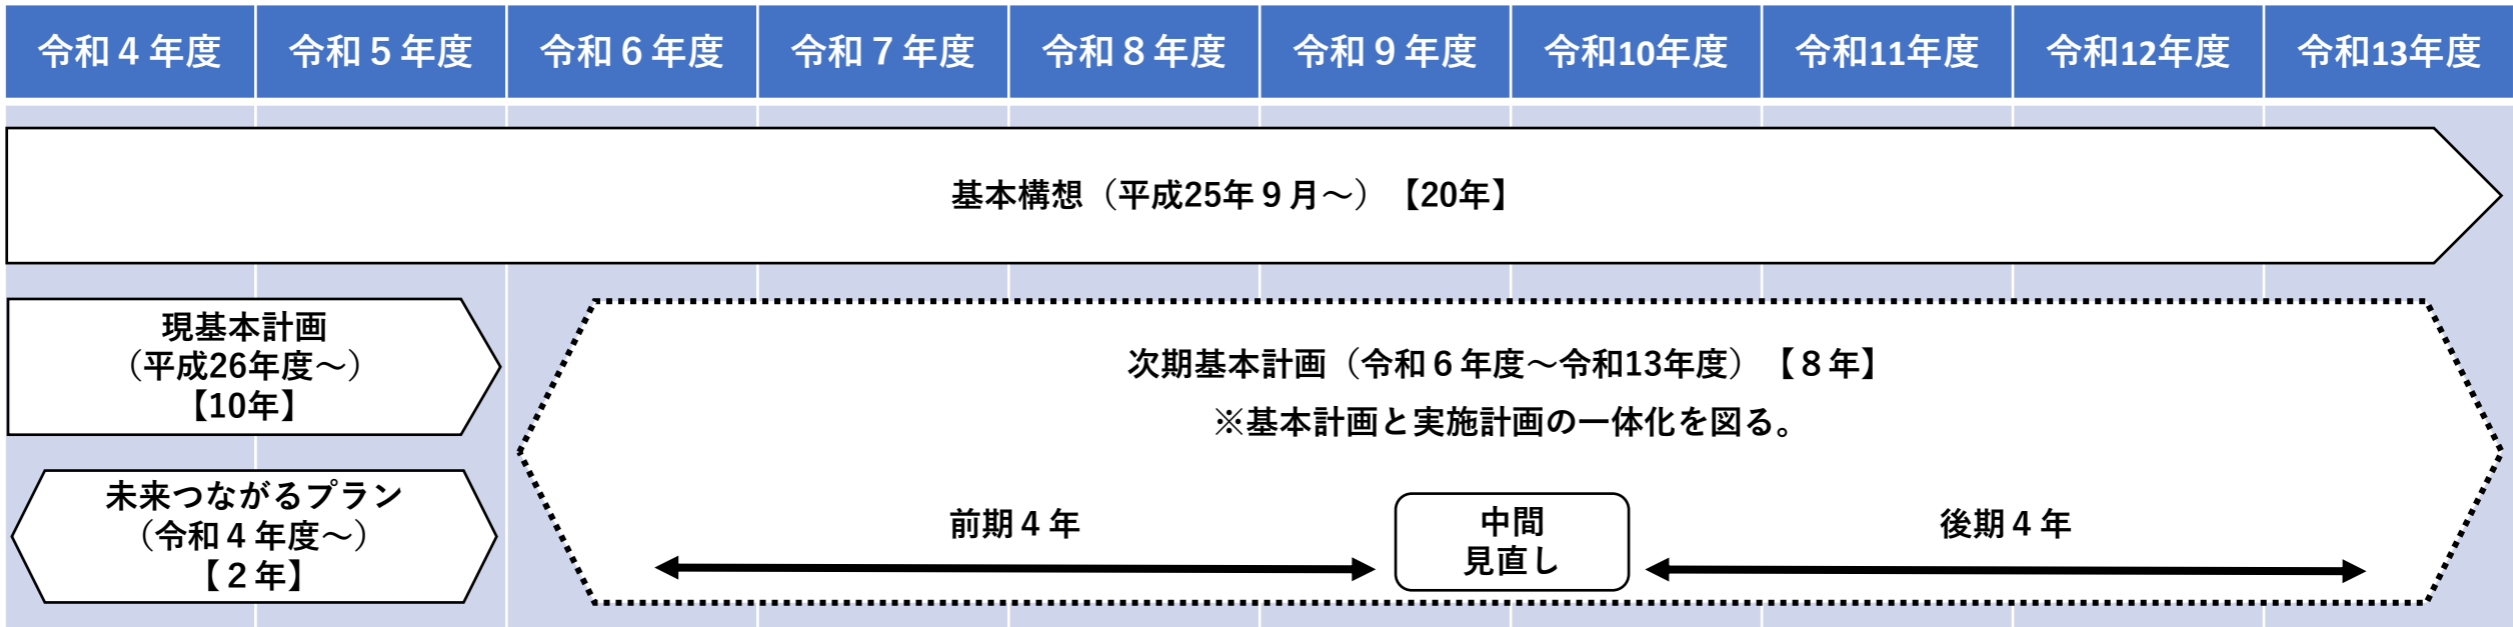 令和４年度
令和５年度
令和６年度
令和７年度
令和８年度
令和９年度
令和10年度
令和11年度
令和12年度
令和13年度
基本構想（平成25年９月～）【20年】
現基本計画
（平成26年度～）
【10年】
次期基本計画（令和６年度～令和13年度）【８年】
※基本計画と実施計画の一体化を図る。
未来つながるプラン
（令和４年度～）
【２年】
前期４年
中間
見直し
後期４年